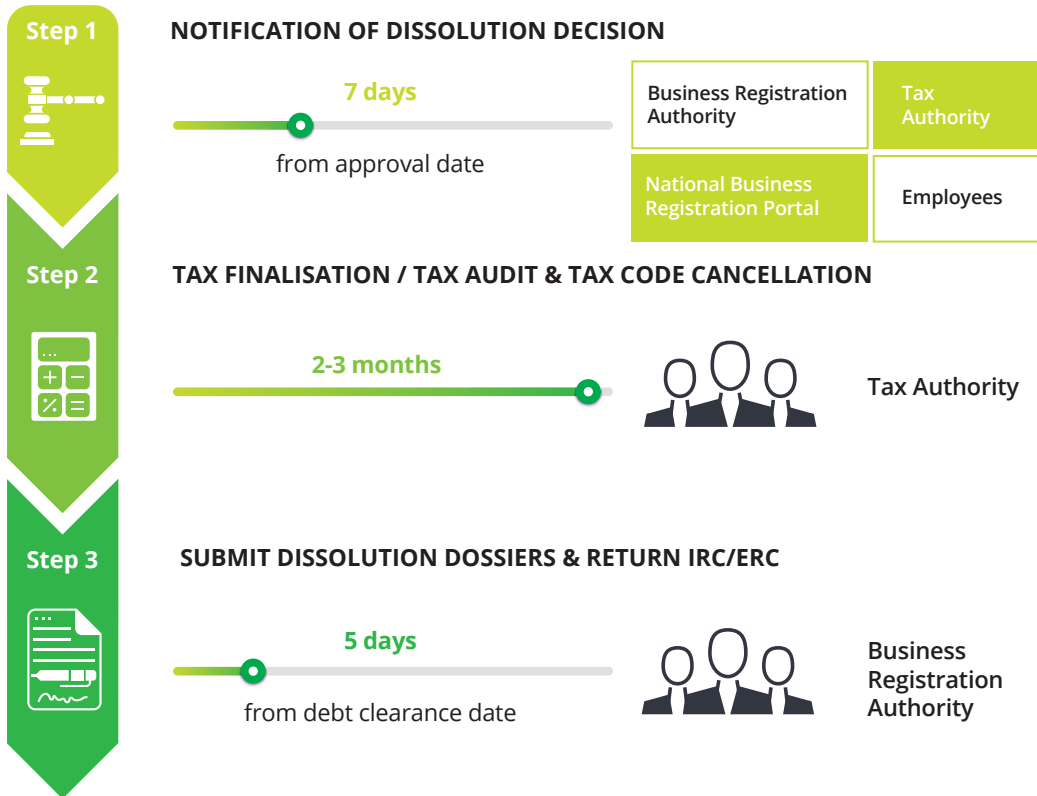 Step 1
NOTIFICATION OF DISSOLUTION DECISION
7 days
from approval date
Business Registration
Authority
Tax
Authority
National Business
Registration Portal
Employees
Step 2
TAX FINALISATION / TAX AUDIT & TAX CODE CANCELLATION
2-3 months
Tax Authority
Step 3
SUBMIT DISSOLUTION DOSSIERS & RETURN IRC/ERC
5 days
from debt clearance date
Business
Registration
Authority